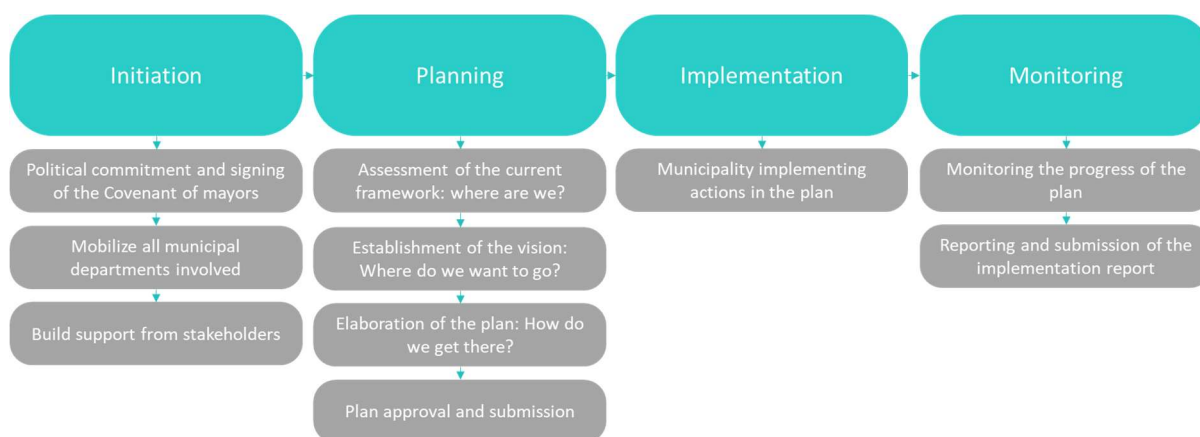 Initiation
Political commitment and signing
of the Covenant of mayors
Mobilize all municipal
departments involved
Build support from stakeholders
Planning
Assessment of the current
framework: where are we?
Establishment of the vision:
Where do we want to go?
Elaboration of the plan: How do
we get there?
Plan approval and submission
Implementation
Municipality implementing
actions in the plan
Monitoring
Monitoring the progress of the
plan
Reporting and submission of the
implementation report